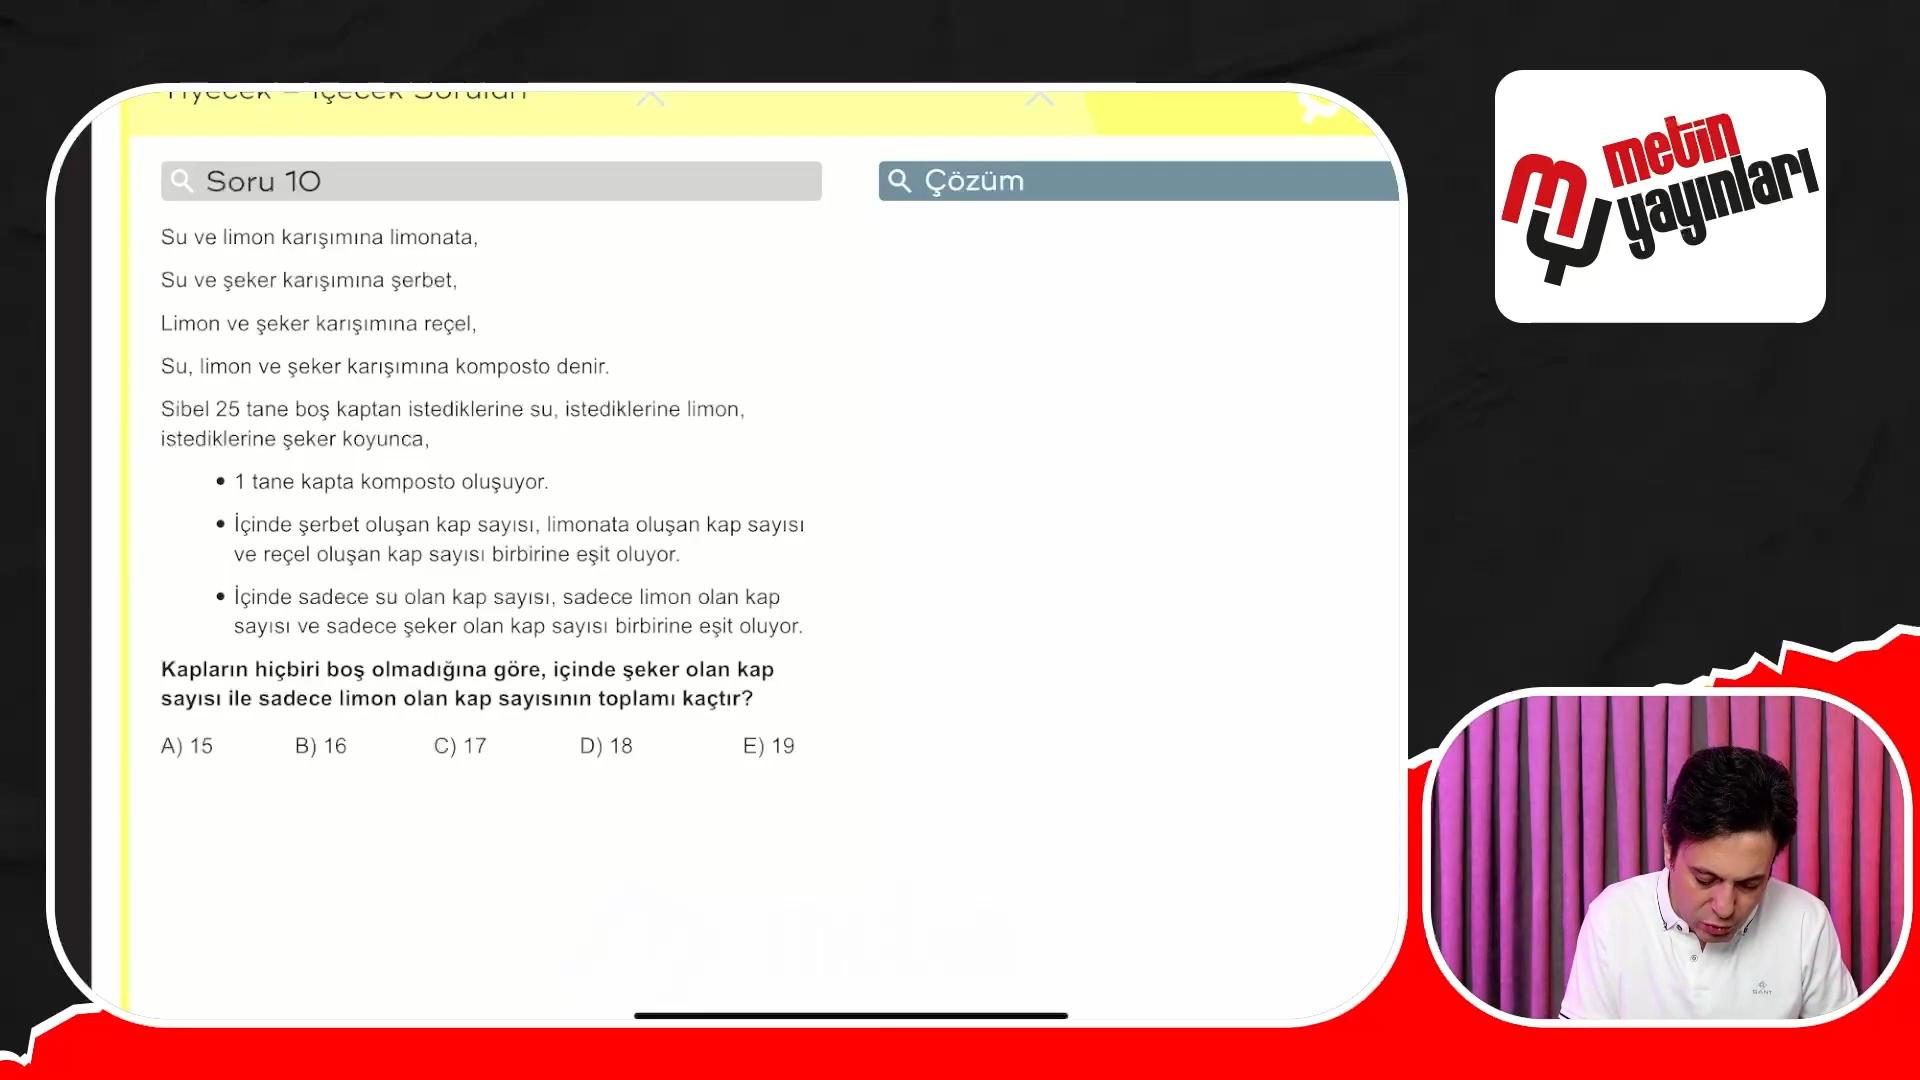 Yiyecek – İçecek Soruları
Soru 10
Çözüm
Su ve limon karışımına limonata,
Su ve şeker karışımına şerbet,
Limon ve şeker karışımına reçel,
Su, limon ve şeker karışımına komposto denir.
Sibel 25 tane boş kaptan istediklerine su, istediklerine limon,
istediklerine şeker koyunca,
• 1 tane kapta komposto oluşuyor.
• İçinde şerbet oluşan kap sayısı, limonata oluşan kap sayısı
ve reçel oluşan kap sayısı birbirine eşit oluyor.
• İçinde sadece su olan kap sayısı, sadece limon olan kap
sayısı ve sadece şeker olan kap sayısı birbirine eşit oluyor.
Kapların hiçbiri boş olmadığına göre, içinde şeker olan kap
sayısı ile sadece limon olan kap sayısının toplamı kaçtır?
A) 15 B) 16 C) 17 D) 18 E) 19
metin
yayınları
GANT